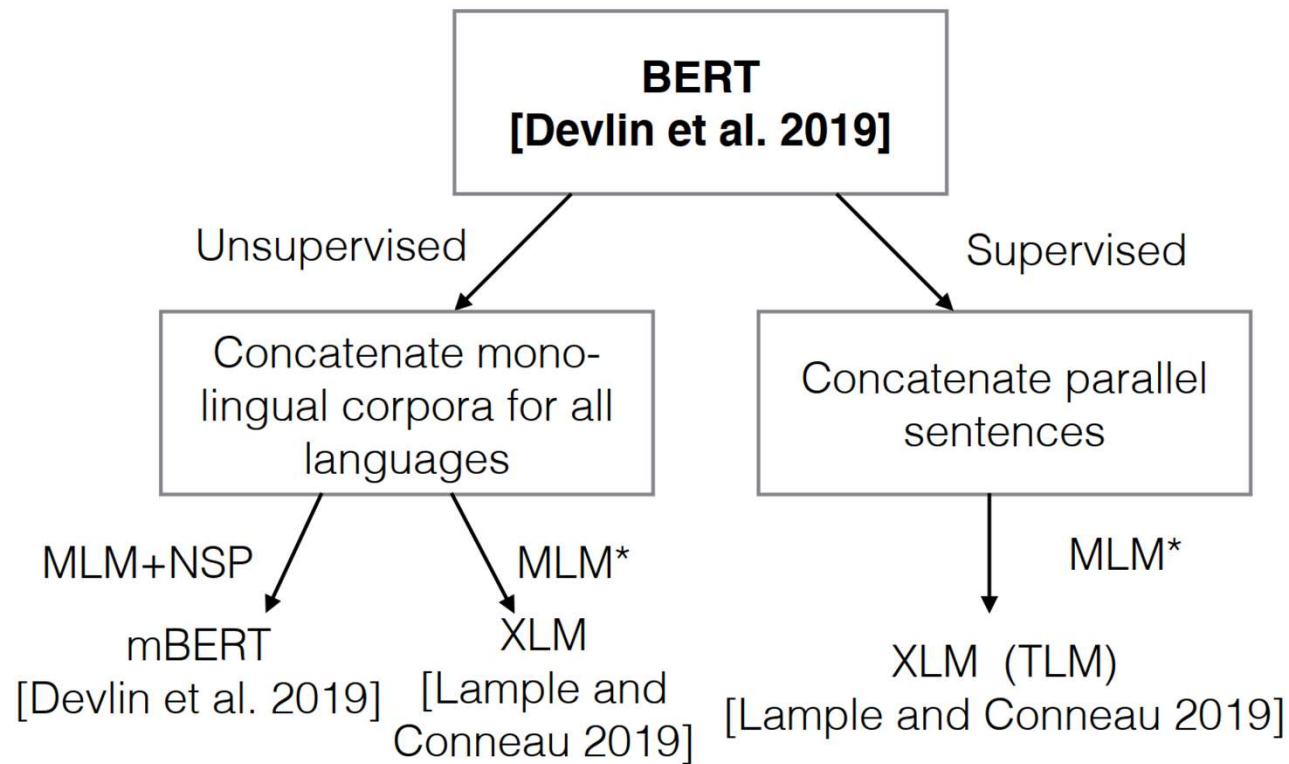 BERT
[Devlin et al. 2019]
Unsupervised
Supervised
Concatenate mono-
lingual corpora for all
languages
Concatenate parallel
sentences
MLM+NSP
MLM*
MLM*
mBERT
[Devlin et al. 2019]
XLM
[Lample and
Conneau 2019]
XLM (TLM)
[Lample and Conneau 2019]